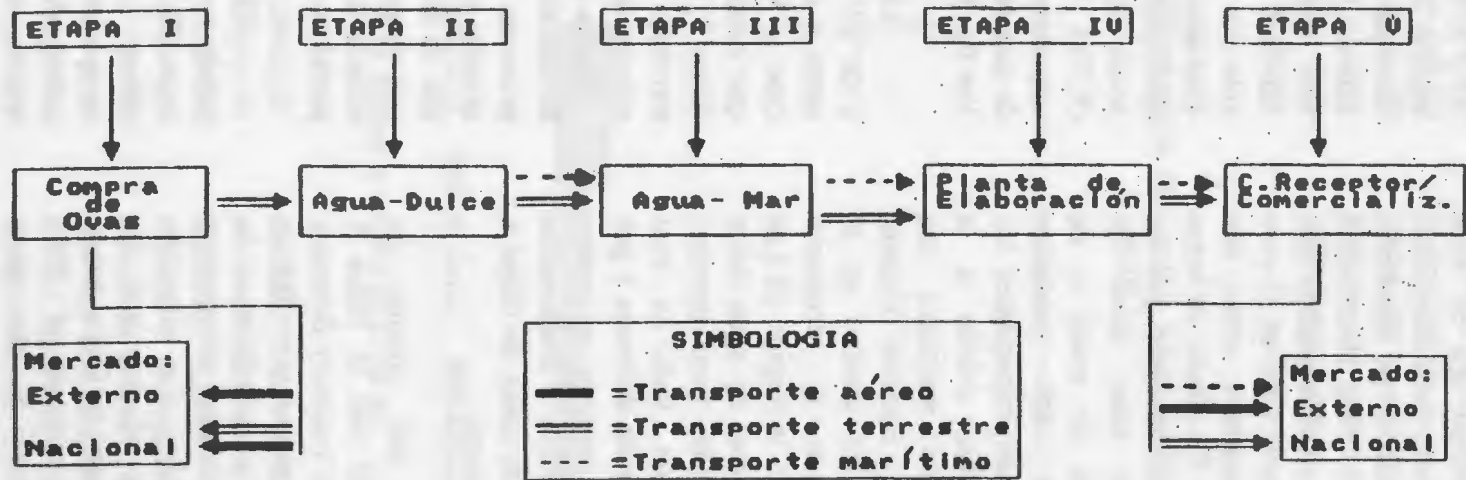 ETAPA I
ETAPA II
ETAPA III
ETAPA IV
ETAPA V
Compra
de
Ovas
Agua-Dulce
Agua- Mar
Planta de
Elaboración
C.Receptor/
Comercializ.
Mercado:
Externo
Nacional
SIMBOLOGIA
=Transporte aéreo
=Transporte terrestre
=Transporte marítimo
Mercado:
Externo
Nacional